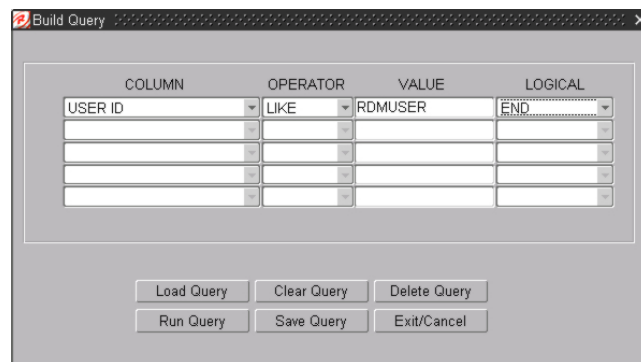 Build Query
COLUMN OPERATOR VALUE LOGICAL
USER ID LIKE RDMUSER END
Load Query Clear Query Delete Query
Run Query Save Query Exit/Cancel